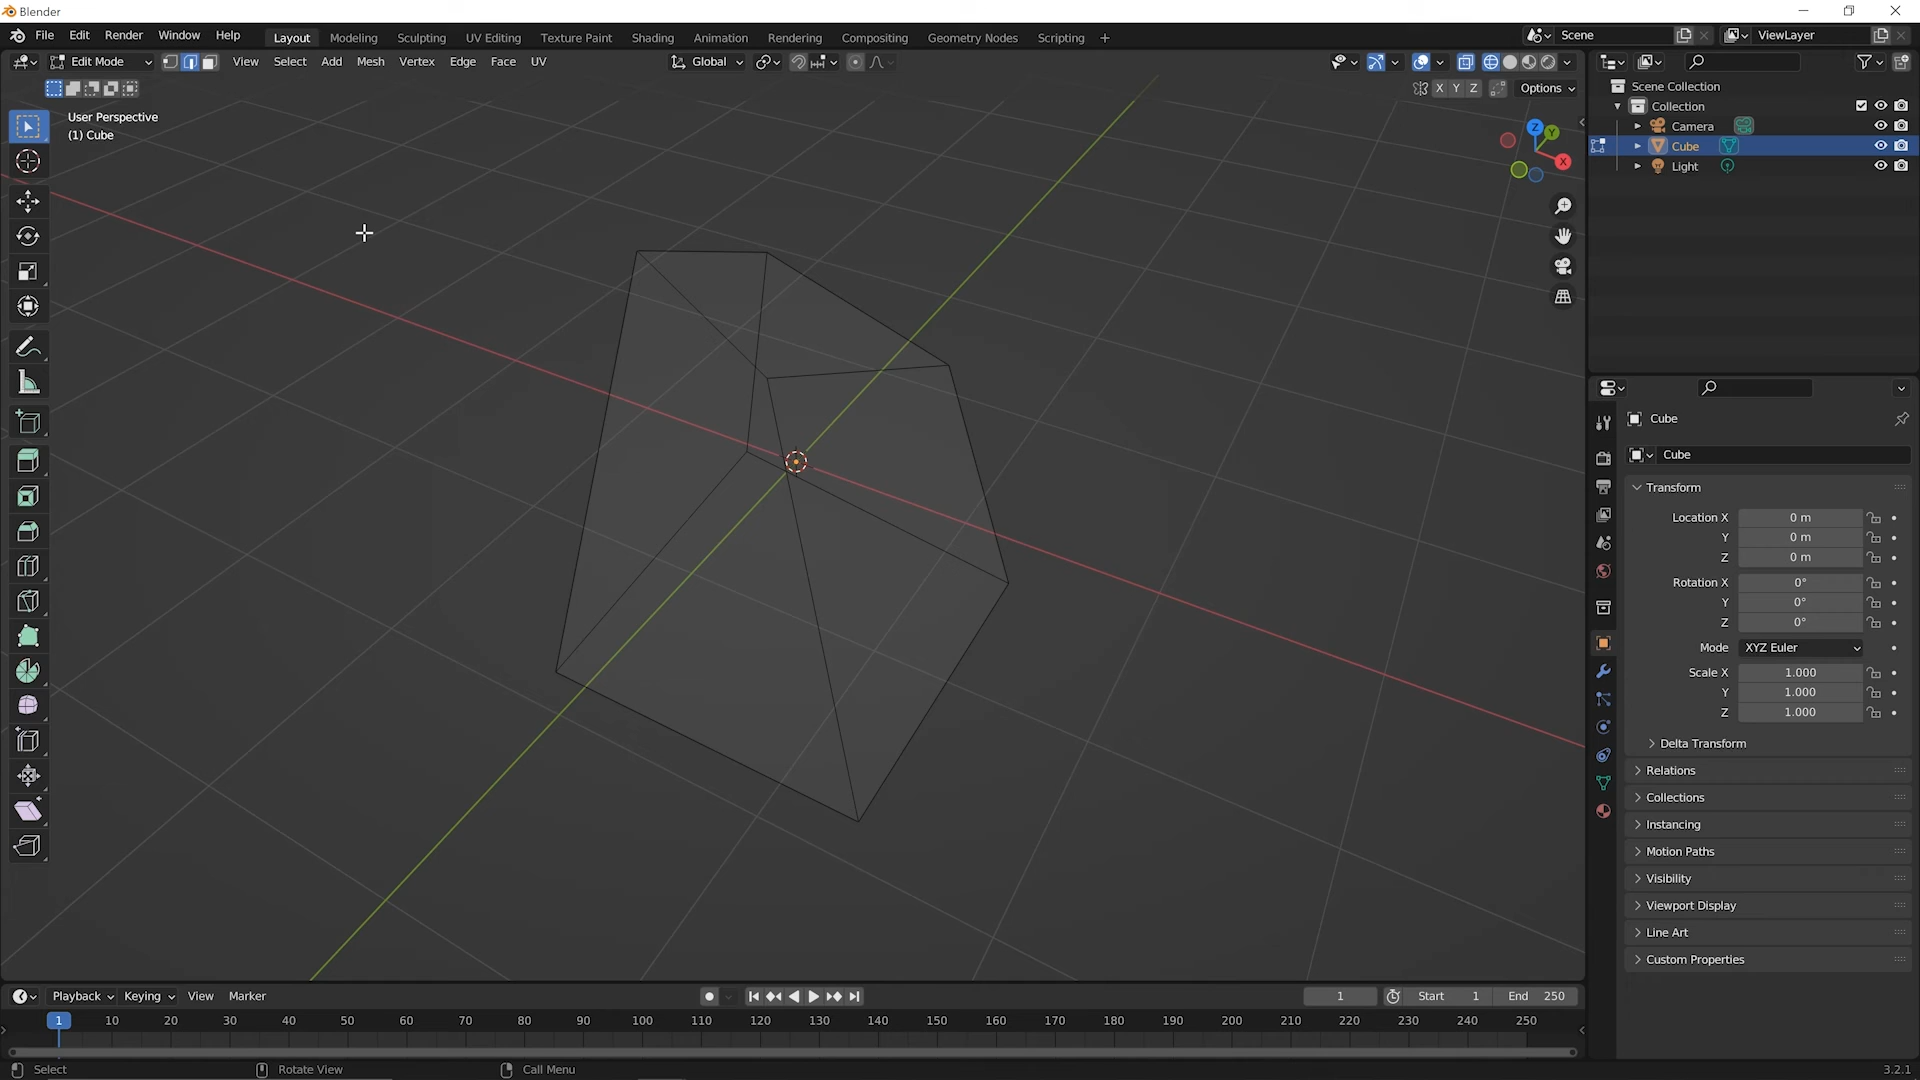 Blender
File Edit Render Window Help
Layout Modeling Sculpting UV Editing Texture Paint Shading Animation Rendering Compositing Geometry Nodes Scripting +
Scene
ViewLayer
Edit Mode
View Select Add Mesh Vertex Edge Face UV
Global
X Y Z
Options
User Perspective
(1) Cube
Z
Y
X
Scene Collection
Collection
Camera
Cube
Light
Cube
Cube
Transform
Location X 0 m
Y 0 m
Z 0 m
Rotation X 0°
Y 0°
Z 0°
Mode XYZ Euler
Scale X 1.000
Y 1.000
Z 1.000
Delta Transform
Relations
Collections
Instancing
Motion Paths
Visibility
Viewport Display
Line Art
Custom Properties
Playback Keying View Marker
1
Start 1
End 250
1 10 20 30 40 50 60 70 80 90 100 110 120 130 140 150 160 170 180 190 200 210 220 230 240 250
Select
Rotate View
Call Menu
3.2.1